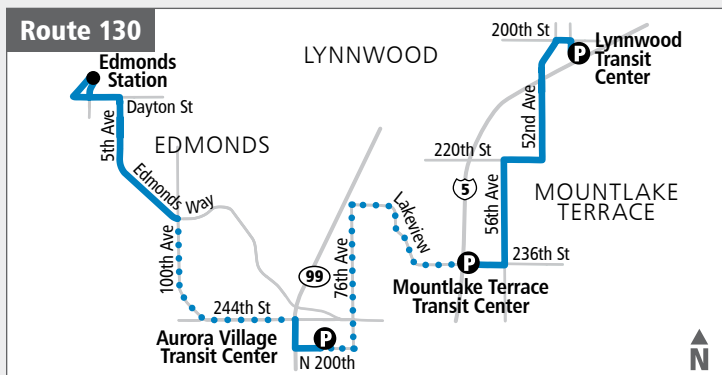 Route 130
200th St
LYNNWOOD
P
Lynnwood
Transit
Center
Edmonds
Station
Dayton St
5th Ave
52nd Ave
EDMONDS
220th St
Edmonds Way
5
56th Ave
MOUNTLAKE
TERRACE
Lakeview
100th Ave
76th Ave
99
P
236th St
Mountlake Terrace
Transit Center
244th St
Aurora Village
Transit Center
P
N 200th
N